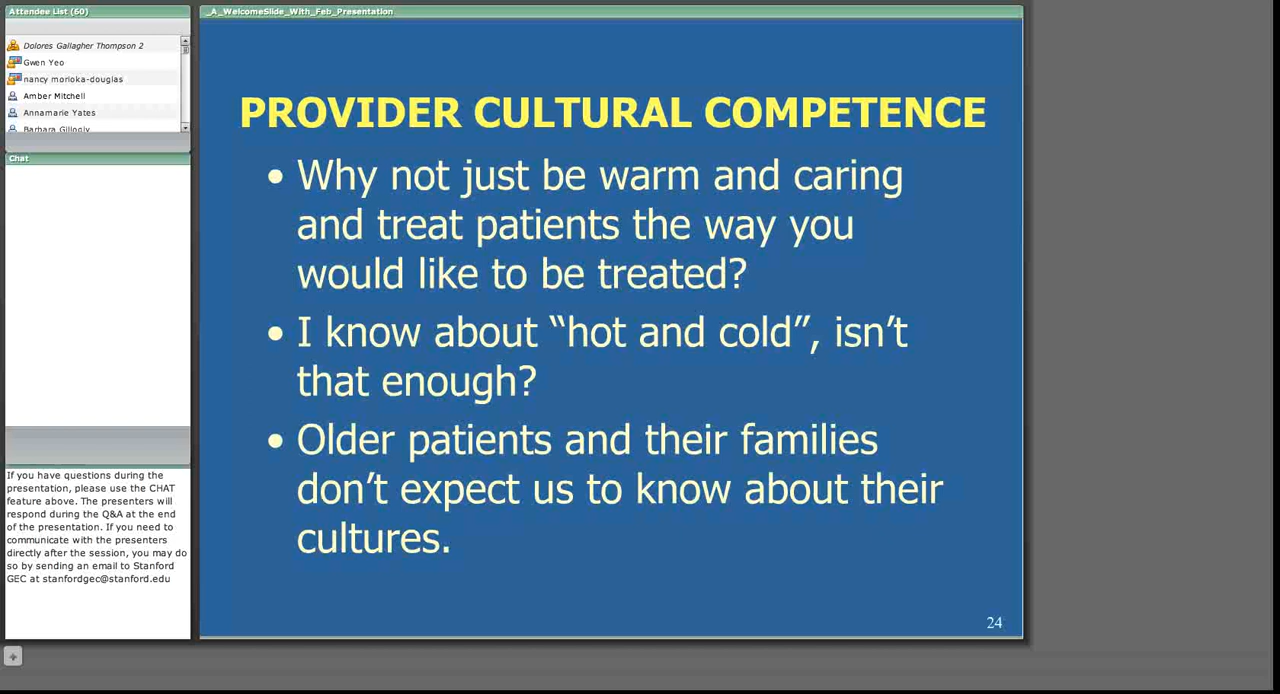 Attendee List (60)
Dolores Gallagher Thompson 2
Gwen Yeo
nancy morioka-douglas
Amber Mitchell
Annamarie Yates
Barbara Gillogly
Chat
If you have questions during the
presentation, please use the CHAT
feature above. The presenters will
respond during the Q&A at the end
of the presentation. If you need to
communicate with the presenters
directly after the session, you may do
so by sending an email to Stanford
GEC at stanfordgec@stanford.edu
_A_WelcomeSlide_With_Feb_Presentation
PROVIDER CULTURAL COMPETENCE
• Why not just be warm and caring
and treat patients the way you
would like to be treated?
• I know about “hot and cold”, isn’t
that enough?
• Older patients and their families
don’t expect us to know about their
cultures.
24